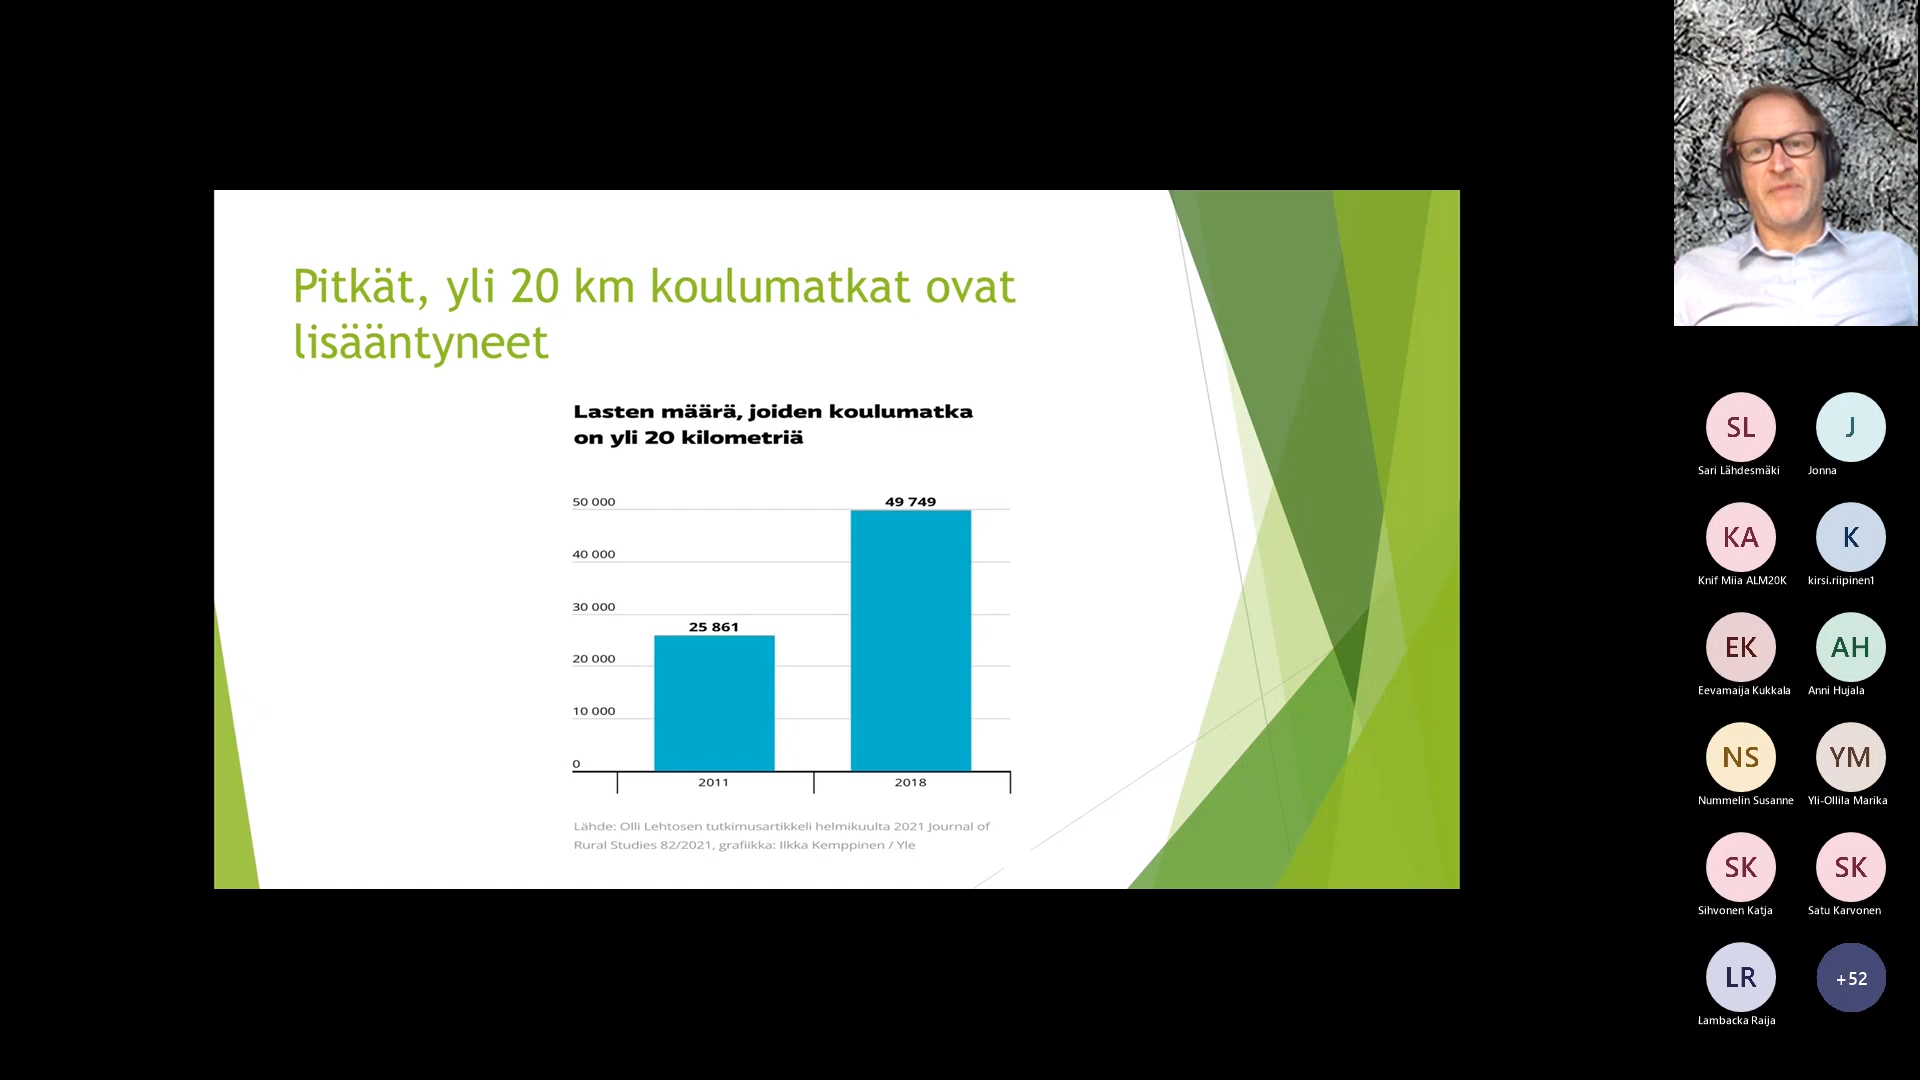 Pitkät, yli 20 km koulumatkat ovat
lisääntyneet
Lasten määrä, joiden koulumatka
on yli 20 kilometriä
50 000
40 000
30 000
20 000
10 000
0
25 861
49 749
2011
2018
Lähde: Olli Lehtosen tutkimusartikkeli helmikuulta 2021 Journal of
Rural Studies 82/2021, grafiikka: Ilkka Kemppinen / Yle
SL
Sari Lähdesmäki
J
Jonna
KA
Knif Miia ALM20K
K
kirsi.riipinen1
EK
Eevamaija Kukkala
AH
Anni Hujala
NS
Nummelin Susanne
YM
Yli-Ollila Marika
SK
Sihvonen Katja
SK
Satu Karvonen
LR
Lambacka Raija
+52